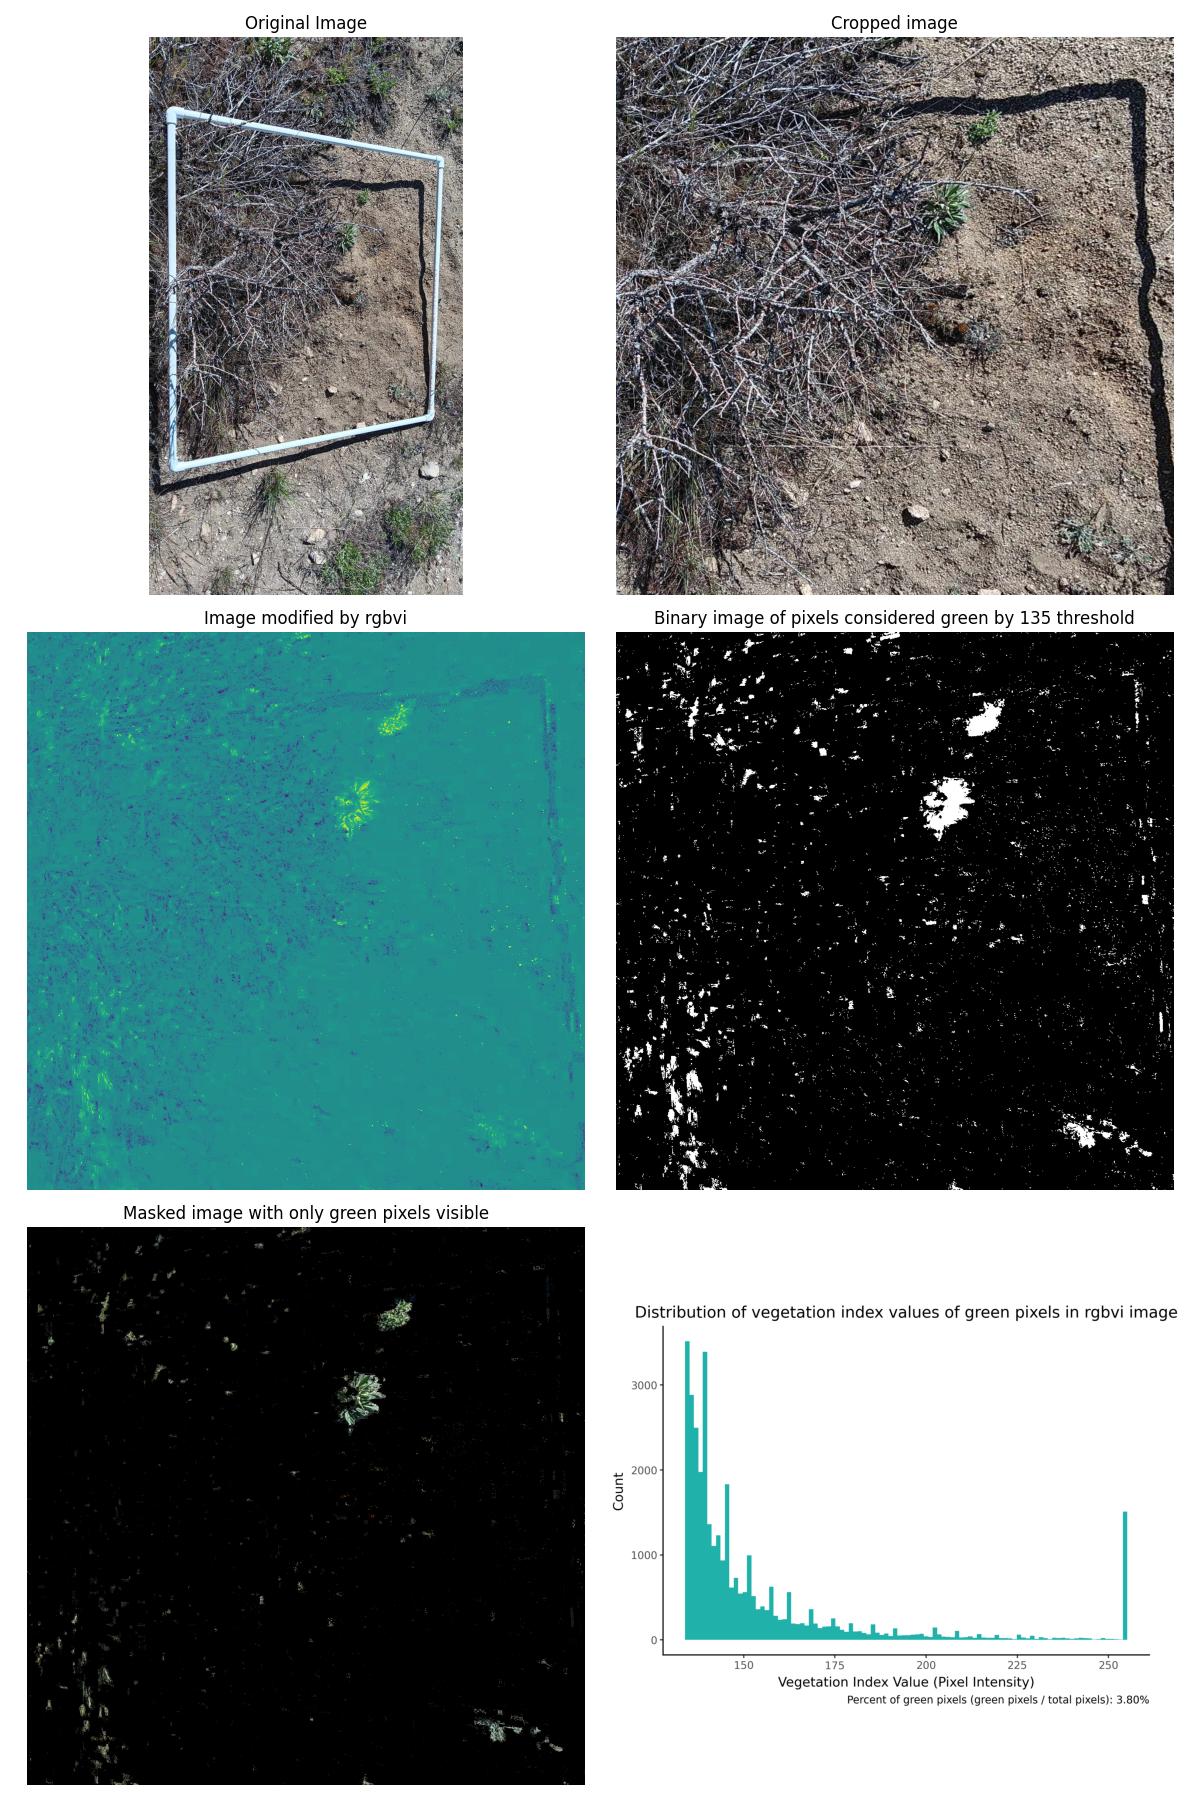 Original Image
Cropped image
Image modified by rgbvi
Binary image of pixels considered green by 135 threshold
Masked image with only green pixels visible
Distribution of vegetation index values of green pixels in rgbvi image
Count
3000
2000
1000
0
150 175 200 225 250
Vegetation Index Value (Pixel Intensity)
Percent of green pixels (green pixels / total pixels): 3.80%